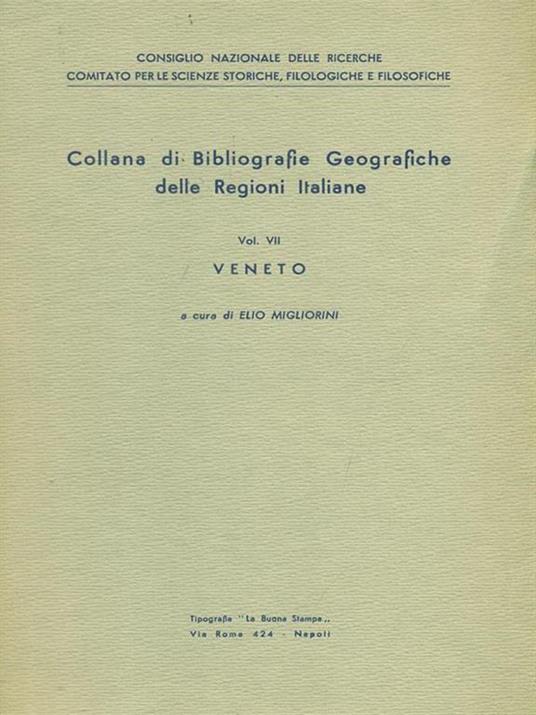 CONSIGLIO NAZIONALE DELLE RICERCHE
COMITATO PER LE SCIENZE STORICHE, FILOLOGICHE E FILOSOFICHE
Collana di Bibliografie Geografiche
delle Regioni Italiane
Vol. VII
VENETO
a cura di ELIO MIGLIORINI
Tipografia "La Buona Stampa„
Via Roma 424 - Napoli